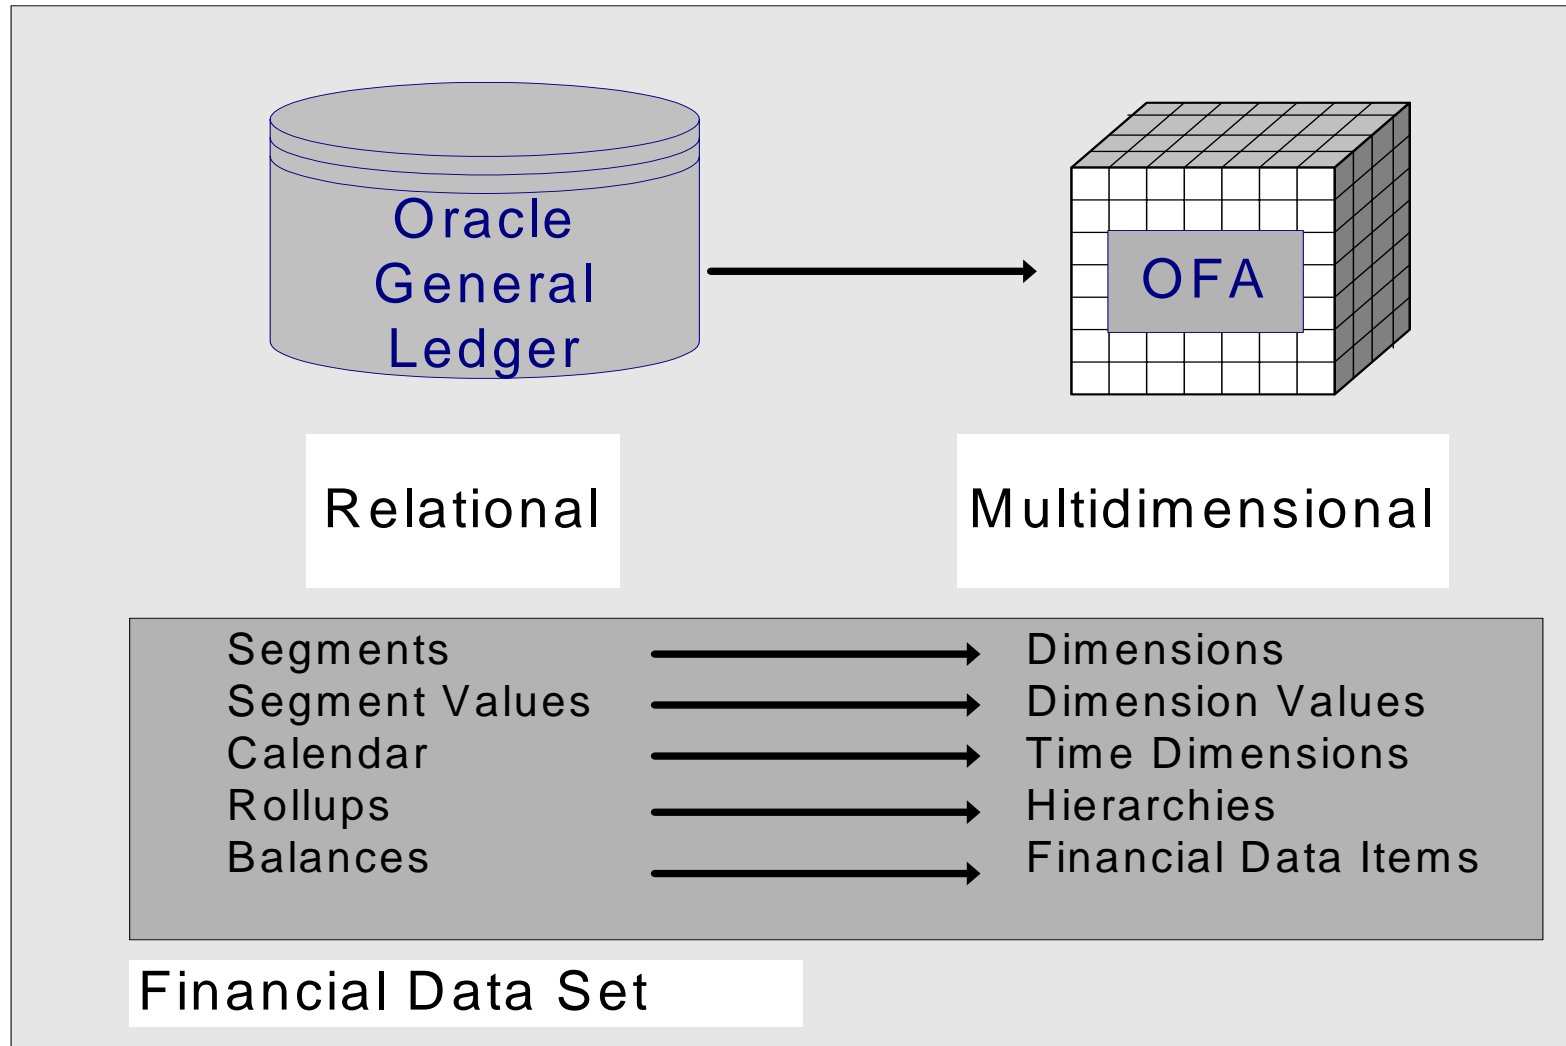 Oracle
General
Ledger
OFA
Relational
Multidimensional
Segments
Dimensions
Segment Values
Dimension Values
Calendar
Time Dimensions
Rollups
Hierarchies
Balances
Financial Data Items
Financial Data Set